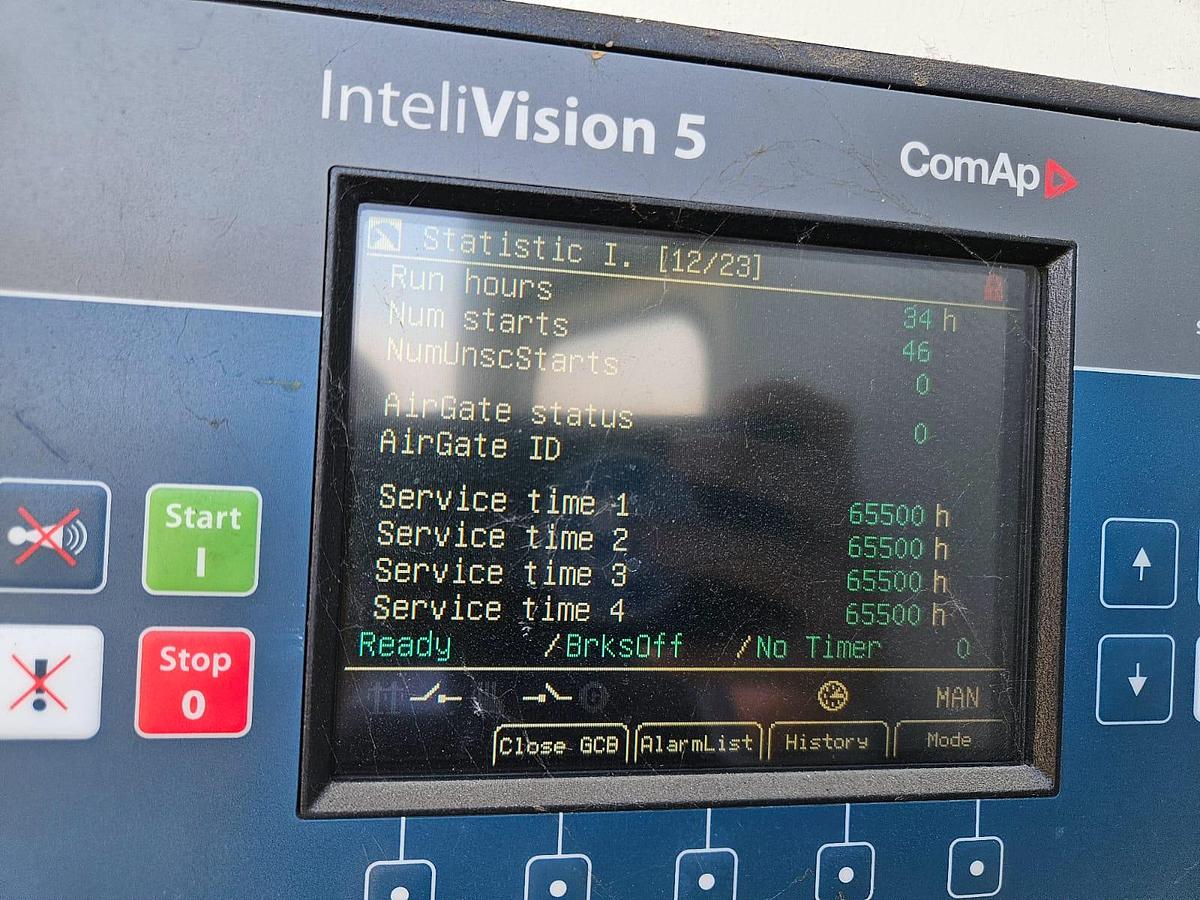 InteliVision 5
ComAp
Statistic I. [12/23]
Run hours 34 h
Num starts 46
NumUnscStarts 0
AirGate status 0
AirGate ID
Service time 1 65500 h
Service time 2 65500 h
Service time 3 65500 h
Service time 4 65500 h
Ready /BrksOff /No Timer 0
MAN
Close GCB AlarmList History Mode
Start
I
Stop
0